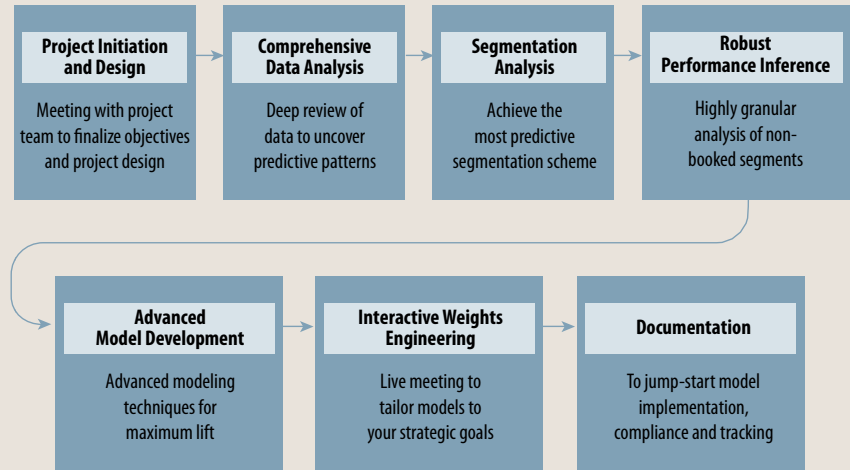 Project Initiation
and Design
Meeting with project
team to finalize objectives
and project design
Comprehensive
Data Analysis
Deep review of
data to uncover
predictive patterns
Segmentation
Analysis
Achieve the
most predictive
segmentation scheme
Robust
Performance Inference
Highly granular
analysis of non-
booked segments
Advanced
Model Development
Advanced modeling
techniques for
maximum lift
Interactive Weights
Engineering
Live meeting to
tailor models to
your strategic goals
Documentation
To jump-start model
implementation,
compliance and tracking